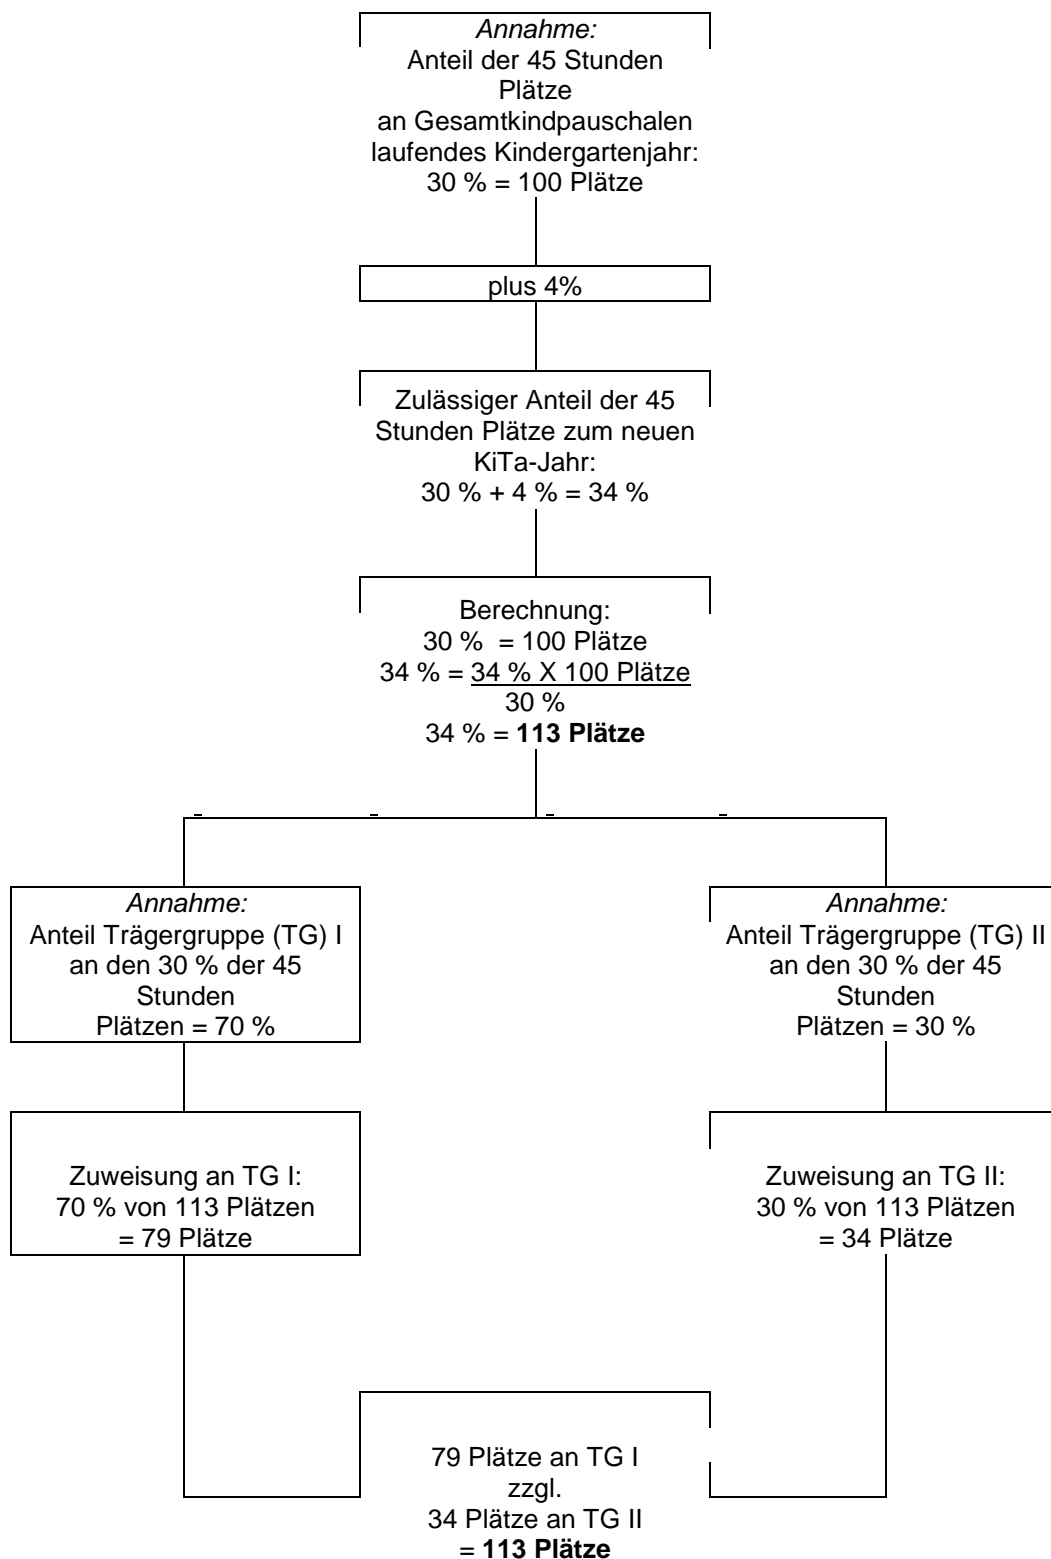 Annahme:
Anteil der 45 Stunden
Plätze
an Gesamtkindpauschalen
laufendes Kindergartenjahr:
30 % = 100 Plätze
plus 4%
Zulässiger Anteil der 45
Stunden Plätze zum neuen
KiTa-Jahr:
30 % + 4 % = 34 %
Berechnung:
30 %  = 100 Plätze
34 % = 34 % X 100 Plätze
30 %
34 % = 113 Plätze
Annahme:
Anteil Trägergruppe (TG) I
an den 30 % der 45
Stunden
Plätzen = 70 %
Annahme:
Anteil Trägergruppe (TG) II
an den 30 % der 45
Stunden
Plätzen = 30 %
Zuweisung an TG I:
70 % von 113 Plätzen
= 79 Plätze
Zuweisung an TG II:
30 % von 113 Plätzen
= 34 Plätze
79 Plätze an TG I
zzgl.
34 Plätze an TG II
= 113 Plätze